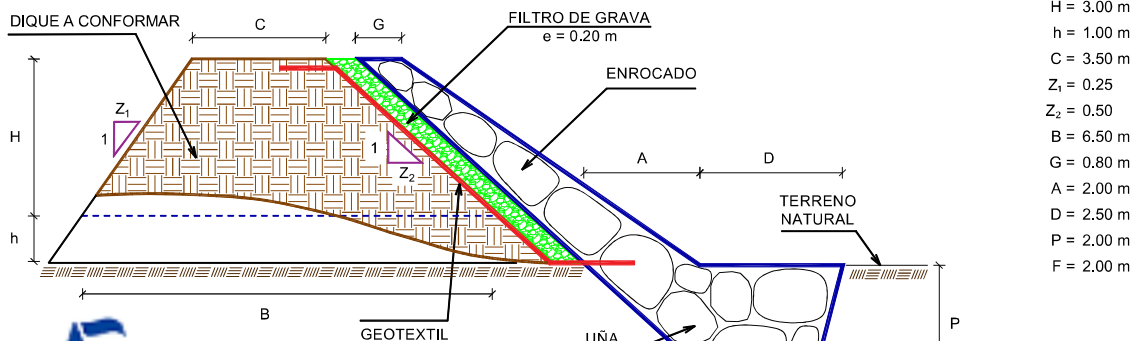 DIQUE A CONFORMAR
C
G
FILTRO DE GRAVA
e = 0.20 m
ENROCADO
H = 3.00 m
h = 1.00 m
C = 3.50 m
Z₁ = 0.25
Z₂ = 0.50
B = 6.50 m
G = 0.80 m
A = 2.00 m
D = 2.50 m
P = 2.00 m
F = 2.00 m
Z₁
1
H
1
Z₂
A
D
TERRENO
NATURAL
h
B
GEOTEXTIL
UÑA
P